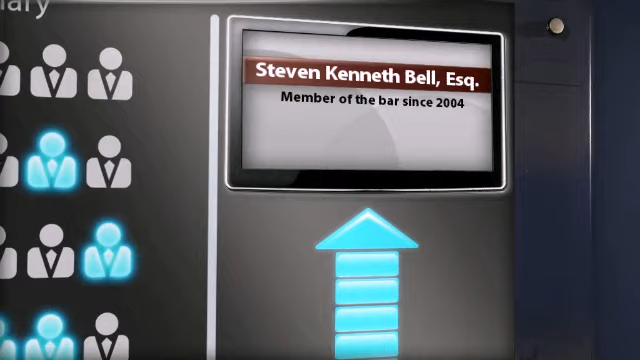 Steven Kenneth Bell, Esq.
Member of the bar since 2004